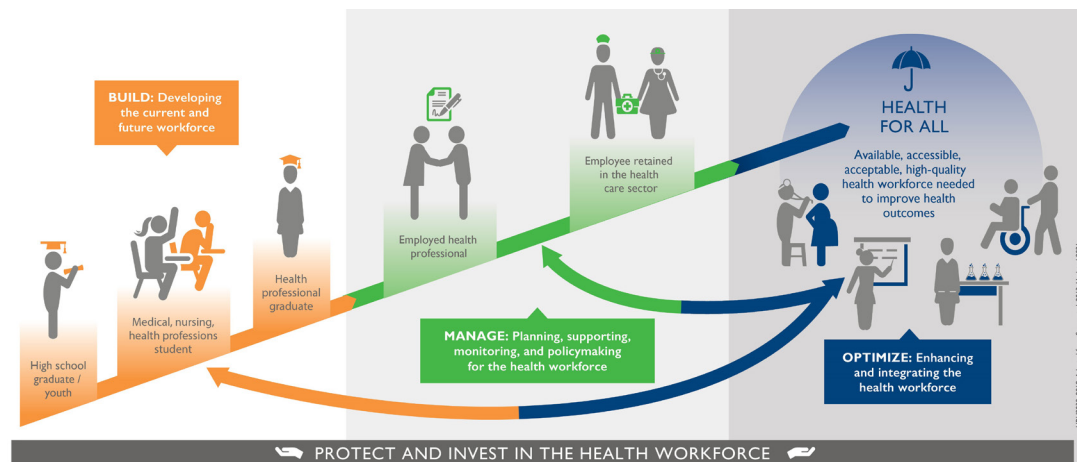 BUILD: Developing
the current and
future workforce
High school
graduate /
youth
Medical, nursing,
health professions
student
Health
professional
graduate
Employed health
professional
Employee retained
in the health
care sector
MANAGE: Planning, supporting,
monitoring, and policymaking
for the health workforce
HEALTH
FOR ALL
Available, accessible,
acceptable, high-quality
health workforce needed
to improve health
outcomes
OPTIMIZE: Enhancing
and integrating the
health workforce
PROTECT AND INVEST IN THE HEALTH WORKFORCE